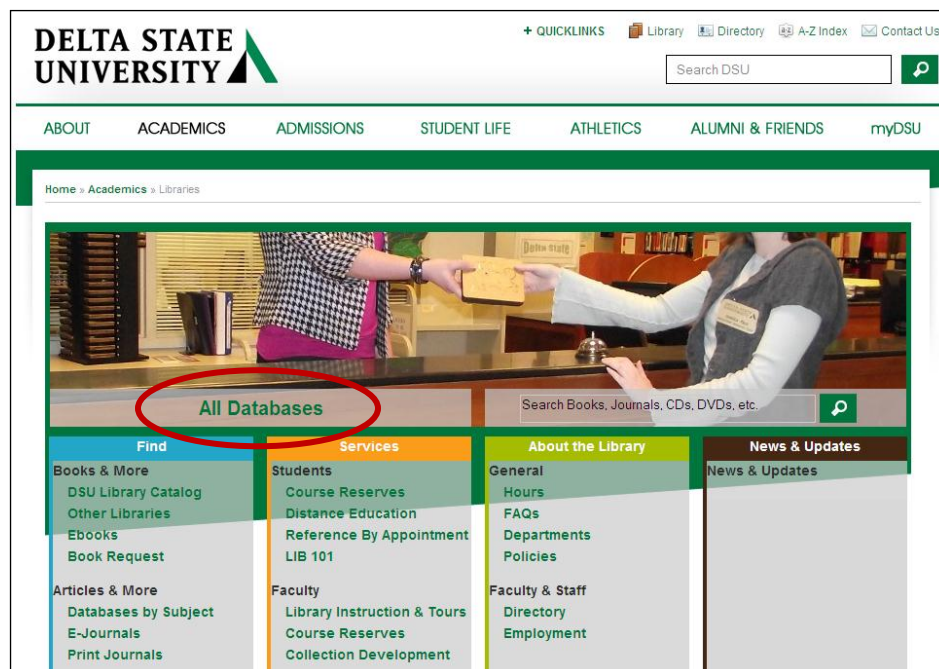 DELTA STATE
UNIVERSITY
+ QUICKLINKS Library Directory A-Z Index Contact Us
Search DSU
ABOUT ACADEMICS ADMISSIONS STUDENT LIFE ATHLETICS ALUMNI & FRIENDS myDSU
Home » Academics » Libraries
Delta State
All Databases
Search Books, Journals, CDs, DVDs, etc.
Find
Books & More
DSU Library Catalog
Other Libraries
Ebooks
Book Request
Articles & More
Databases by Subject
E-Journals
Print Journals
Services
Students
Course Reserves
Distance Education
Reference By Appointment
LIB 101
Faculty
Library Instruction & Tours
Course Reserves
Collection Development
About the Library
General
Hours
FAQs
Departments
Policies
Faculty & Staff
Directory
Employment
News & Updates
News & Updates